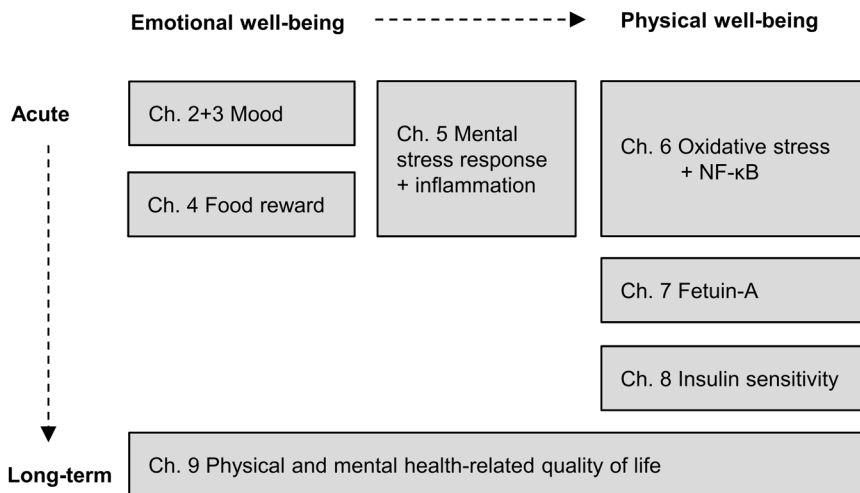 Emotional well-being
Physical well-being
Acute
Ch. 2+3 Mood
Ch. 4 Food reward
Ch. 5 Mental
stress response
+ inflammation
Ch. 6 Oxidative stress
+ NF-κB
Ch. 7 Fetuin-A
Ch. 8 Insulin sensitivity
Long-term
Ch. 9 Physical and mental health-related quality of life